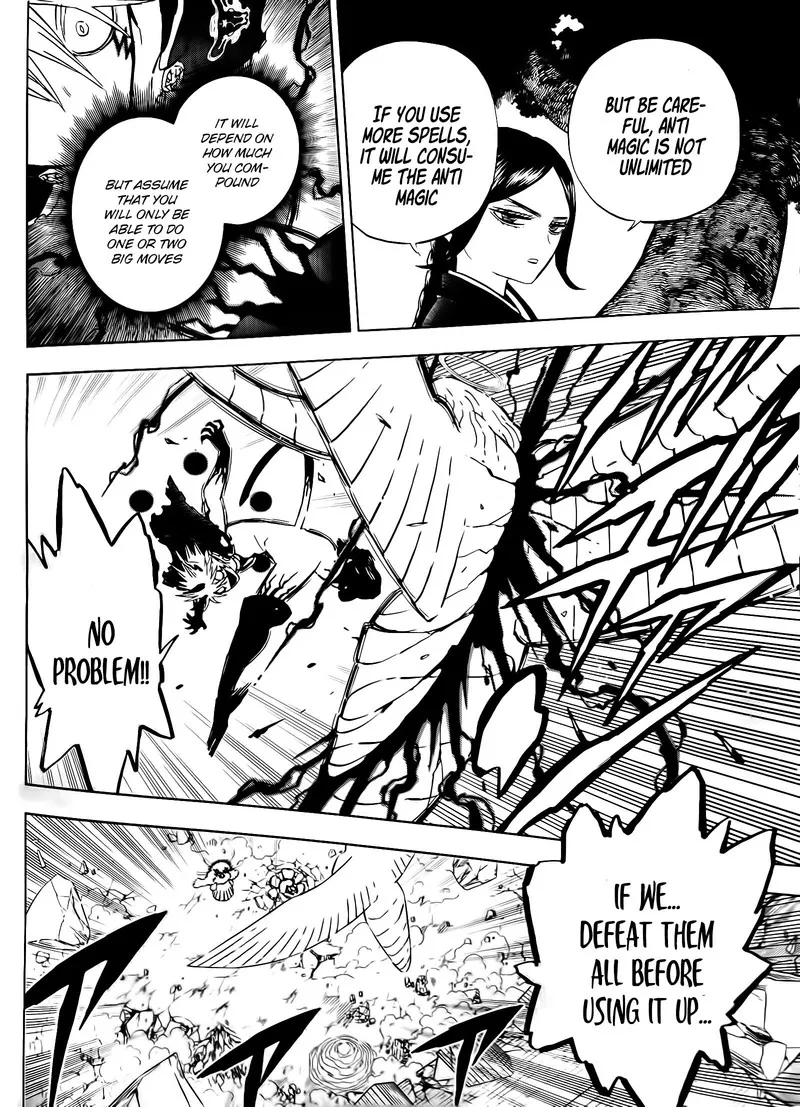 BUT BE CARE-
FUL, ANTI
MAGIC IS NOT
UNLIMITED
IF YOU USE
MORE SPELLS,
IT WILL CONSU-
ME THE ANTI
MAGIC
IT WILL
DEPEND ON
HOW MUCH
YOU COM-
POUND
BUT ASSUME
THAT YOU
WILL ONLY BE
ABLE TO DO
ONE OR TWO
BIG MOVES
NO
PROBLEM!!
IF WE...
DEFEAT THEM
ALL BEFORE
USING IT UP...